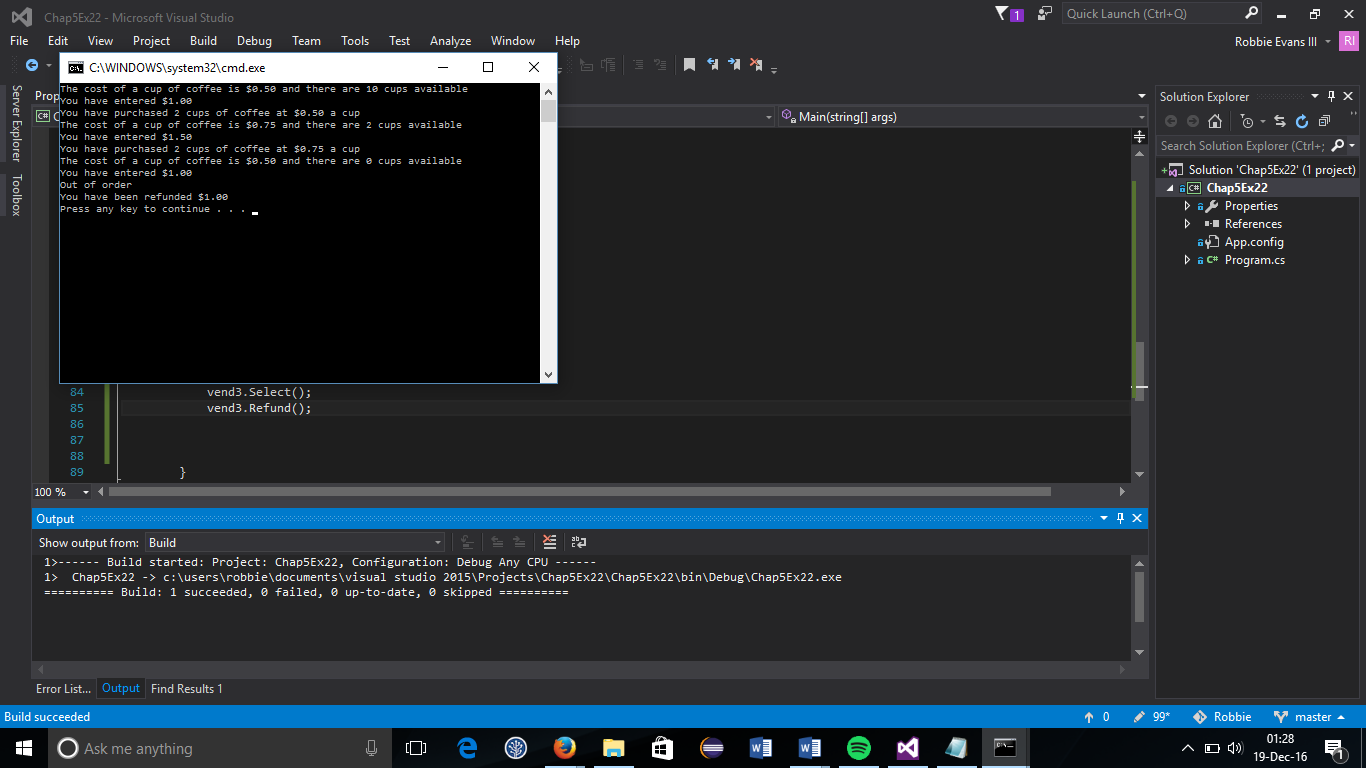 Chap5Ex22 - Microsoft Visual Studio
1
Quick Launch (Ctrl+Q)
File Edit View Project Build Debug Team Tools Test Analyze Window Help
Robbie Evans III
RI
C:\WINDOWS\system32\cmd.exe
The cost of a cup of coffee is $0.50 and there are 10 cups available
You have entered $1.00
You have purchased 2 cups of coffee at $0.50 a cup
The cost of a cup of coffee is $0.75 and there are 2 cups available
You have entered $1.50
You have purchased 2 cups of coffee at $0.75 a cup
The cost of a cup of coffee is $0.50 and there are 0 cups available
You have entered $1.00
Out of order
You have been refunded $1.00
Press any key to continue . . .
Server Explorer
Toolbox
Prop
C#
Main(string[] args)
84 vend3.Select();
85 vend3.Refund();
86
87
88
89 }
100 %
Solution Explorer
Search Solution Explorer (Ctrl+;
Solution 'Chap5Ex22' (1 project)
C# Chap5Ex22
Properties
References
App.config
C# Program.cs
Output
Show output from: Build
1>------ Build started: Project: Chap5Ex22, Configuration: Debug Any CPU ------
1> Chap5Ex22 -> c:\users\robbie\documents\visual studio 2015\Projects\Chap5Ex22\Chap5Ex22\bin\Debug\Chap5Ex22.exe
========== Build: 1 succeeded, 0 failed, 0 up-to-date, 0 skipped ==========
Error List... Output Find Results 1
Build succeeded
0 99* Robbie master
Ask me anything
01:28
19-Dec-16
1